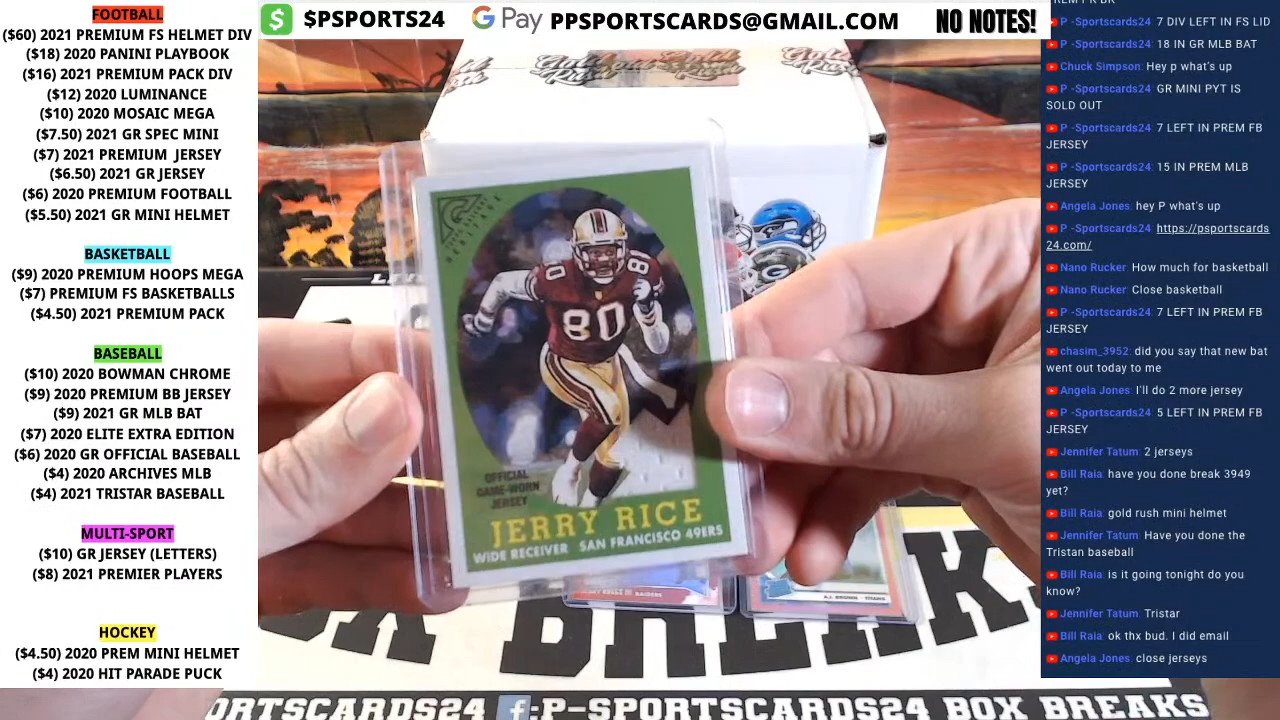 FOOTBALL
($60) 2021 PREMIUM FS HELMET DIV
($18) 2020 PANINI PLAYBOOK
($16) 2021 PREMIUM PACK DIV
($12) 2020 LUMINANCE
($10) 2020 MOSAIC MEGA
($7.50) 2021 GR SPEC MINI
($7) 2021 PREMIUM JERSEY
($6.50) 2021 GR JERSEY
($6) 2020 PREMIUM FOOTBALL
($5.50) 2021 GR MINI HELMET
BASKETBALL
($9) 2020 PREMIUM HOOPS MEGA
($7) PREMIUM FS BASKETBALLS
($4.50) 2021 PREMIUM PACK
BASEBALL
($10) 2020 BOWMAN CHROME
($9) 2020 PREMIUM BB JERSEY
($9) 2021 GR MLB BAT
($7) 2020 ELITE EXTRA EDITION
($6) 2020 GR OFFICIAL BASEBALL
($4) 2020 ARCHIVES MLB
($4) 2021 TRISTAR BASEBALL
MULTI-SPORT
($10) GR JERSEY (LETTERS)
($8) 2021 PREMIER PLAYERS
HOCKEY
($4.50) 2020 PREM MINI HELMET
($4) 2020 HIT PARADE PUCK
$PSPORTS24 G Pay PPSPORTSCARDS@GMAIL.COM NO NOTES!
Gold Rush
80
80
80
OFFICIAL
GAME-WORN
JERSEY
JERRY RICE
WIDE RECEIVER SAN FRANCISCO 49ERS
RAIDERS
A.J. BROWN - TITANS
BOX BREAK
ORTSCARDS24 f:P-SPORTSCARDS24 BOX BREAKS
P -Sportscards24 7 DIV LEFT IN FS LID
P -Sportscards24 18 IN GR MLB BAT
Chuck Simpson: Hey p what's up
P -Sportscards24: GR MINI PYT IS
SOLD OUT
P -Sportscards24: 7 LEFT IN PREM FB
JERSEY
P -Sportscards24: 15 IN PREM MLB
JERSEY
Angela Jones: hey P what's up
P -Sportscards24 https://psportscards
24.com/
Nano Rucker How much for basketball
Nano Rucker Close basketball
P -Sportscards24: 7 LEFT IN PREM FB
JERSEY
chasim_3952: did you say that new bat
went out today to me
Angela Jones: I'll do 2 more jersey
P -Sportscards24: 5 LEFT IN PREM FB
JERSEY
Jennifer Tatum: 2 jerseys
Bill Raia: have you done break 3949
yet?
Bill Raia: gold rush mini helmet
Jennifer Tatum Have you done the
Tristan baseball
Bill Raia: is it going tonight do you
know?
Jennifer Tatum: Tristar
Bill Raia: ok thx bud. I did email
Angela Jones: close jerseys